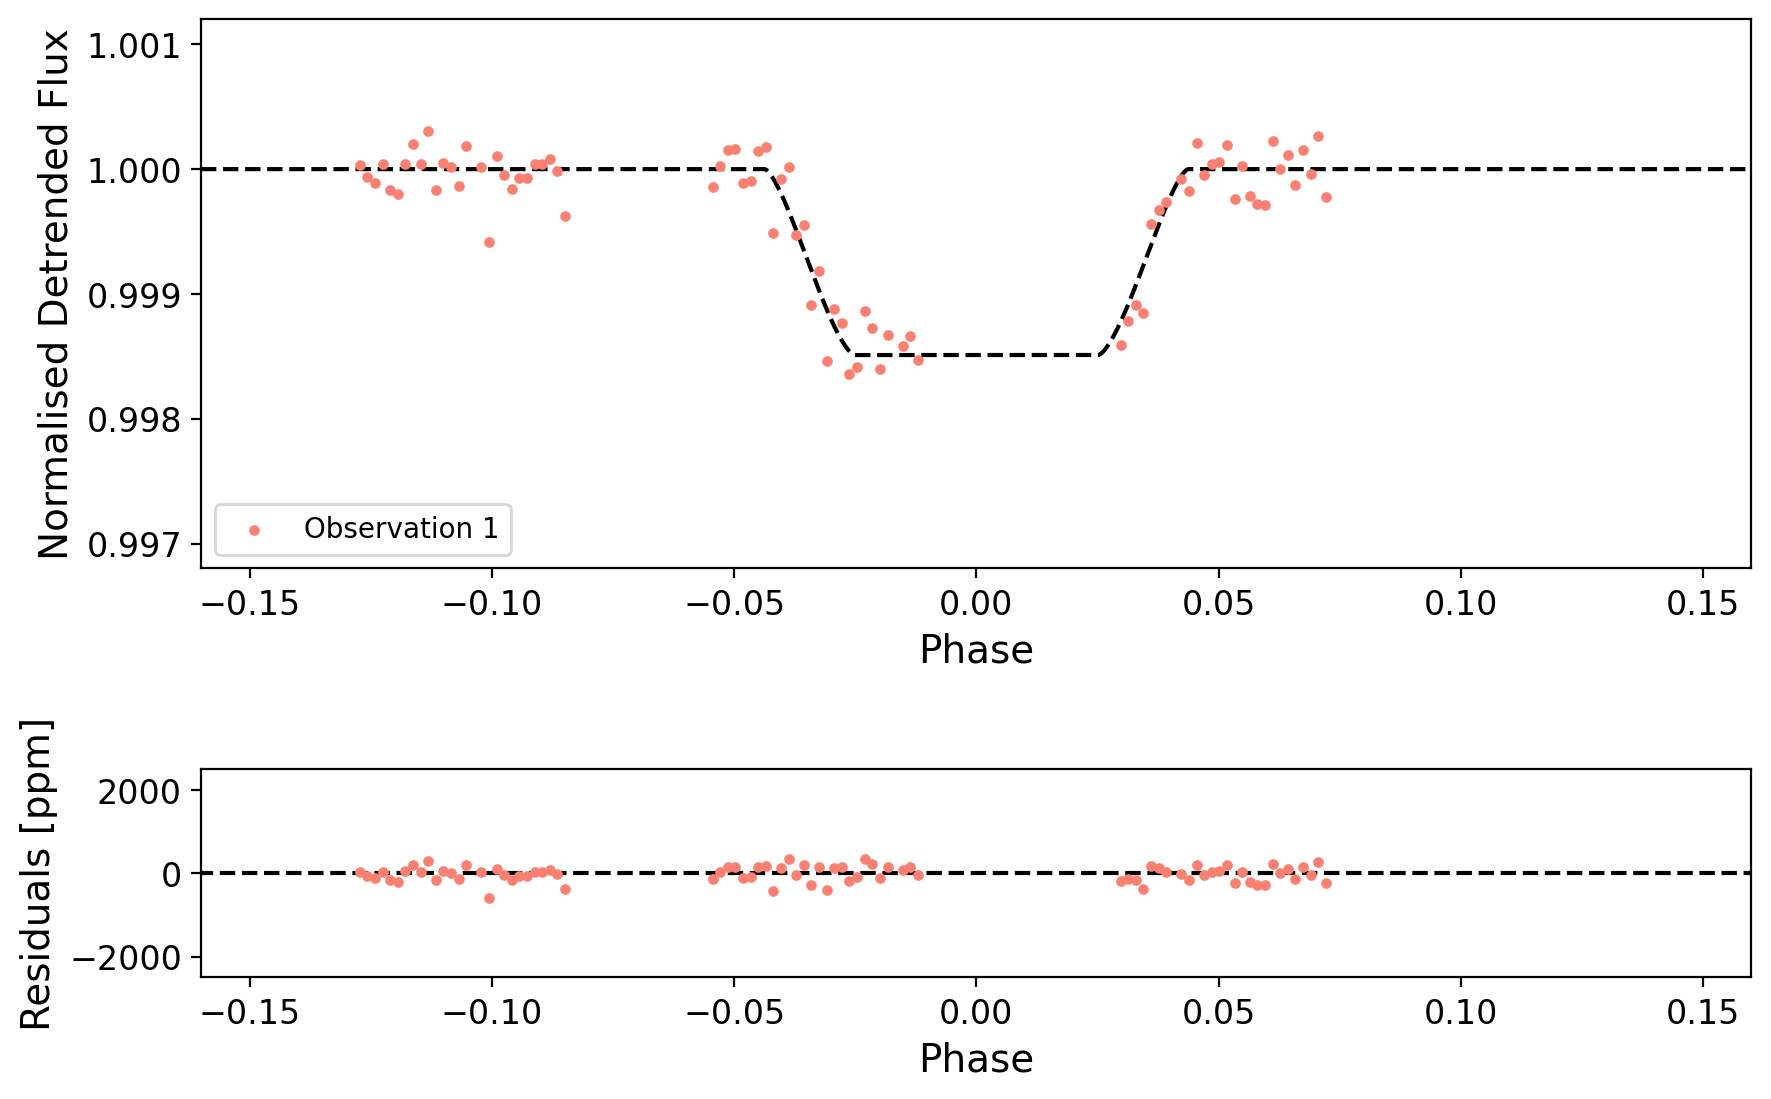 Normalised Detrended Flux
1.001
1.000
0.999
0.998
0.997
Observation 1
−0.15 −0.10 −0.05 0.00 0.05 0.10 0.15
Phase
Residuals [ppm]
2000
0
−2000
−0.15 −0.10 −0.05 0.00 0.05 0.10 0.15
Phase